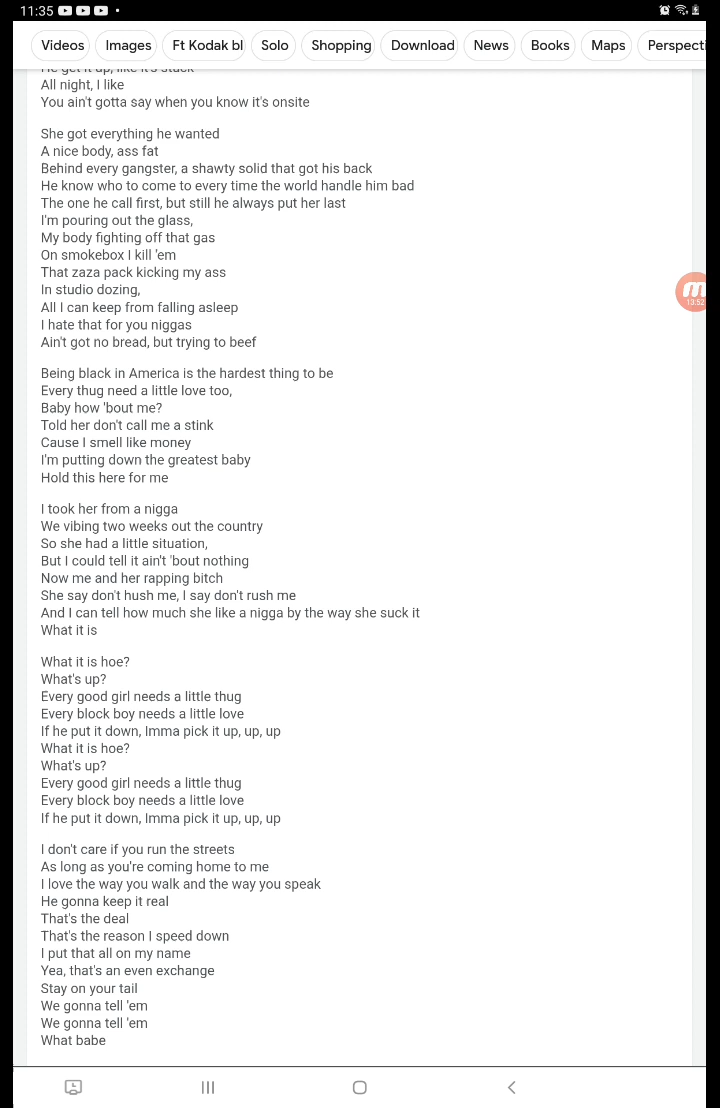 11:35
Videos
Images
Ft Kodak bl
Solo
Shopping
Download
News
Books
Maps
Perspecti
He get it up, like it's stuck
All night, I like
You ain't gotta say when you know it's onsite
She got everything he wanted
A nice body, ass fat
Behind every gangster, a shawty solid that got his back
He know who to come to every time the world handle him bad
The one he call first, but still he always put her last
I'm pouring out the glass,
My body fighting off that gas
On smokebox I kill 'em
That zaza pack kicking my ass
In studio dozing,
All I can keep from falling asleep
I hate that for you niggas
Ain't got no bread, but trying to beef
13:52
Being black in America is the hardest thing to be
Every thug need a little love too,
Baby how 'bout me?
Told her don't call me a stink
Cause I smell like money
I'm putting down the greatest baby
Hold this here for me
I took her from a nigga
We vibing two weeks out the country
So she had a little situation,
But I could tell it ain't 'bout nothing
Now me and her rapping bitch
She say don't hush me, I say don't rush me
And I can tell how much she like a nigga by the way she suck it
What it is
What it is hoe?
What's up?
Every good girl needs a little thug
Every block boy needs a little love
If he put it down, Imma pick it up, up, up
What it is hoe?
What's up?
Every good girl needs a little thug
Every block boy needs a little love
If he put it down, Imma pick it up, up, up
I don't care if you run the streets
As long as you're coming home to me
I love the way you walk and the way you speak
He gonna keep it real
That's the deal
That's the reason I speed down
I put that all on my name
Yea, that's an even exchange
Stay on your tail
We gonna tell 'em
We gonna tell 'em
What babe